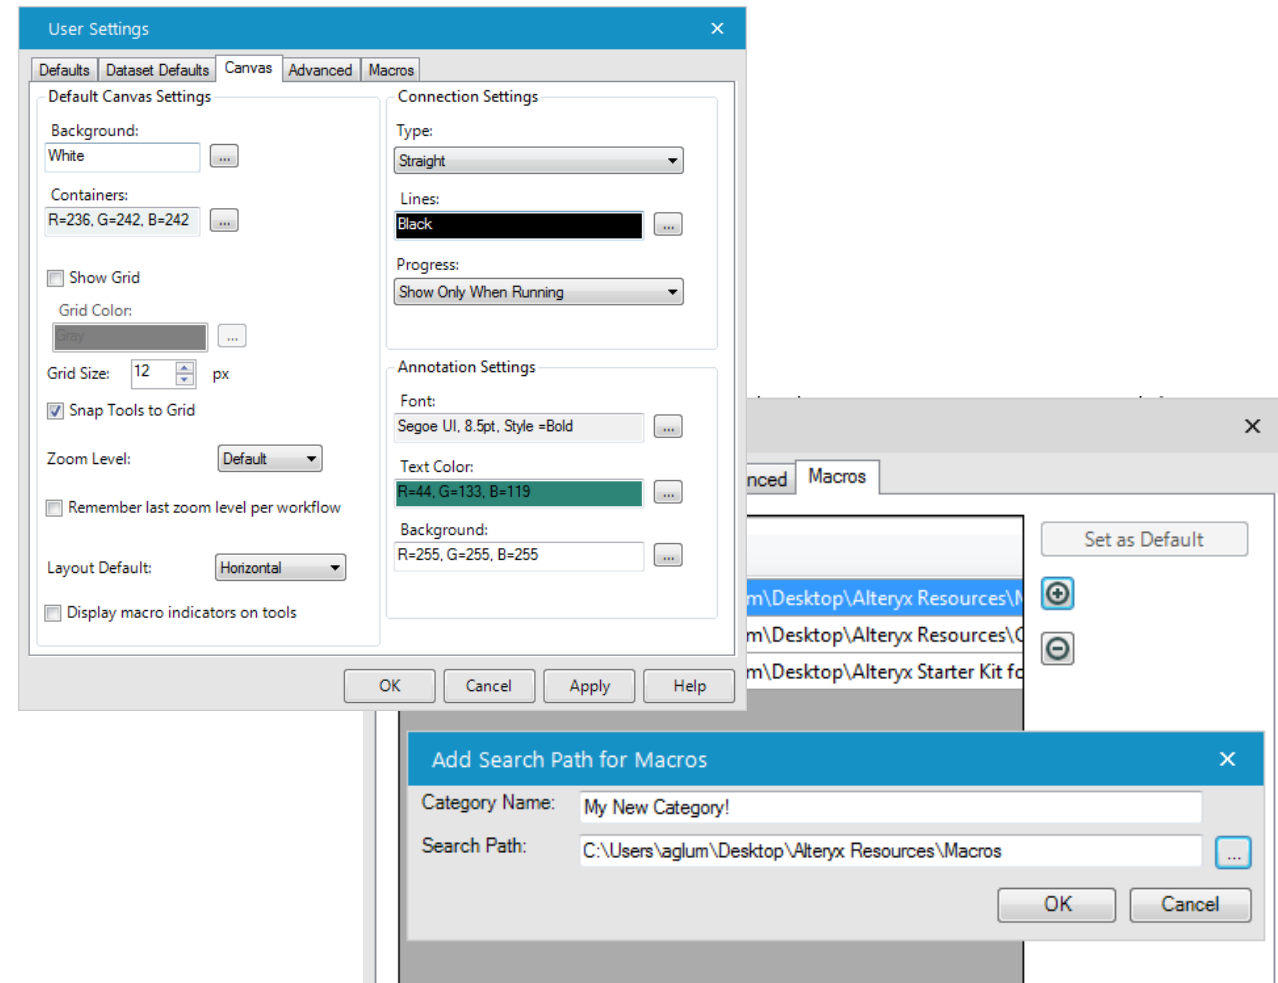 User Settings
Defaults Dataset Defaults Canvas Advanced Macros
Default Canvas Settings
Background:
White
...
Containers:
R=236, G=242, B=242
...
Show Grid
Grid Color:
Gray
...
Grid Size: 12 px
Snap Tools to Grid
Zoom Level: Default
Remember last zoom level per workflow
Layout Default: Horizontal
Display macro indicators on tools
Connection Settings
Type:
Straight
Lines:
Black
...
Progress:
Show Only When Running
Annotation Settings
Font:
Segoe UI, 8.5pt, Style =Bold
...
Text Color:
R=44, G=133, B=119
...
Background:
R=255, G=255, B=255
...
OK Cancel Apply Help
nced Macros
Set as Default
m\Desktop\Alteryx Resources\
m\Desktop\Alteryx Resources\
m\Desktop\Alteryx Starter Kit fo
Add Search Path for Macros
Category Name: My New Category!
Search Path: C:\Users\aglum\Desktop\Alteryx Resources\Macros
...
OK Cancel